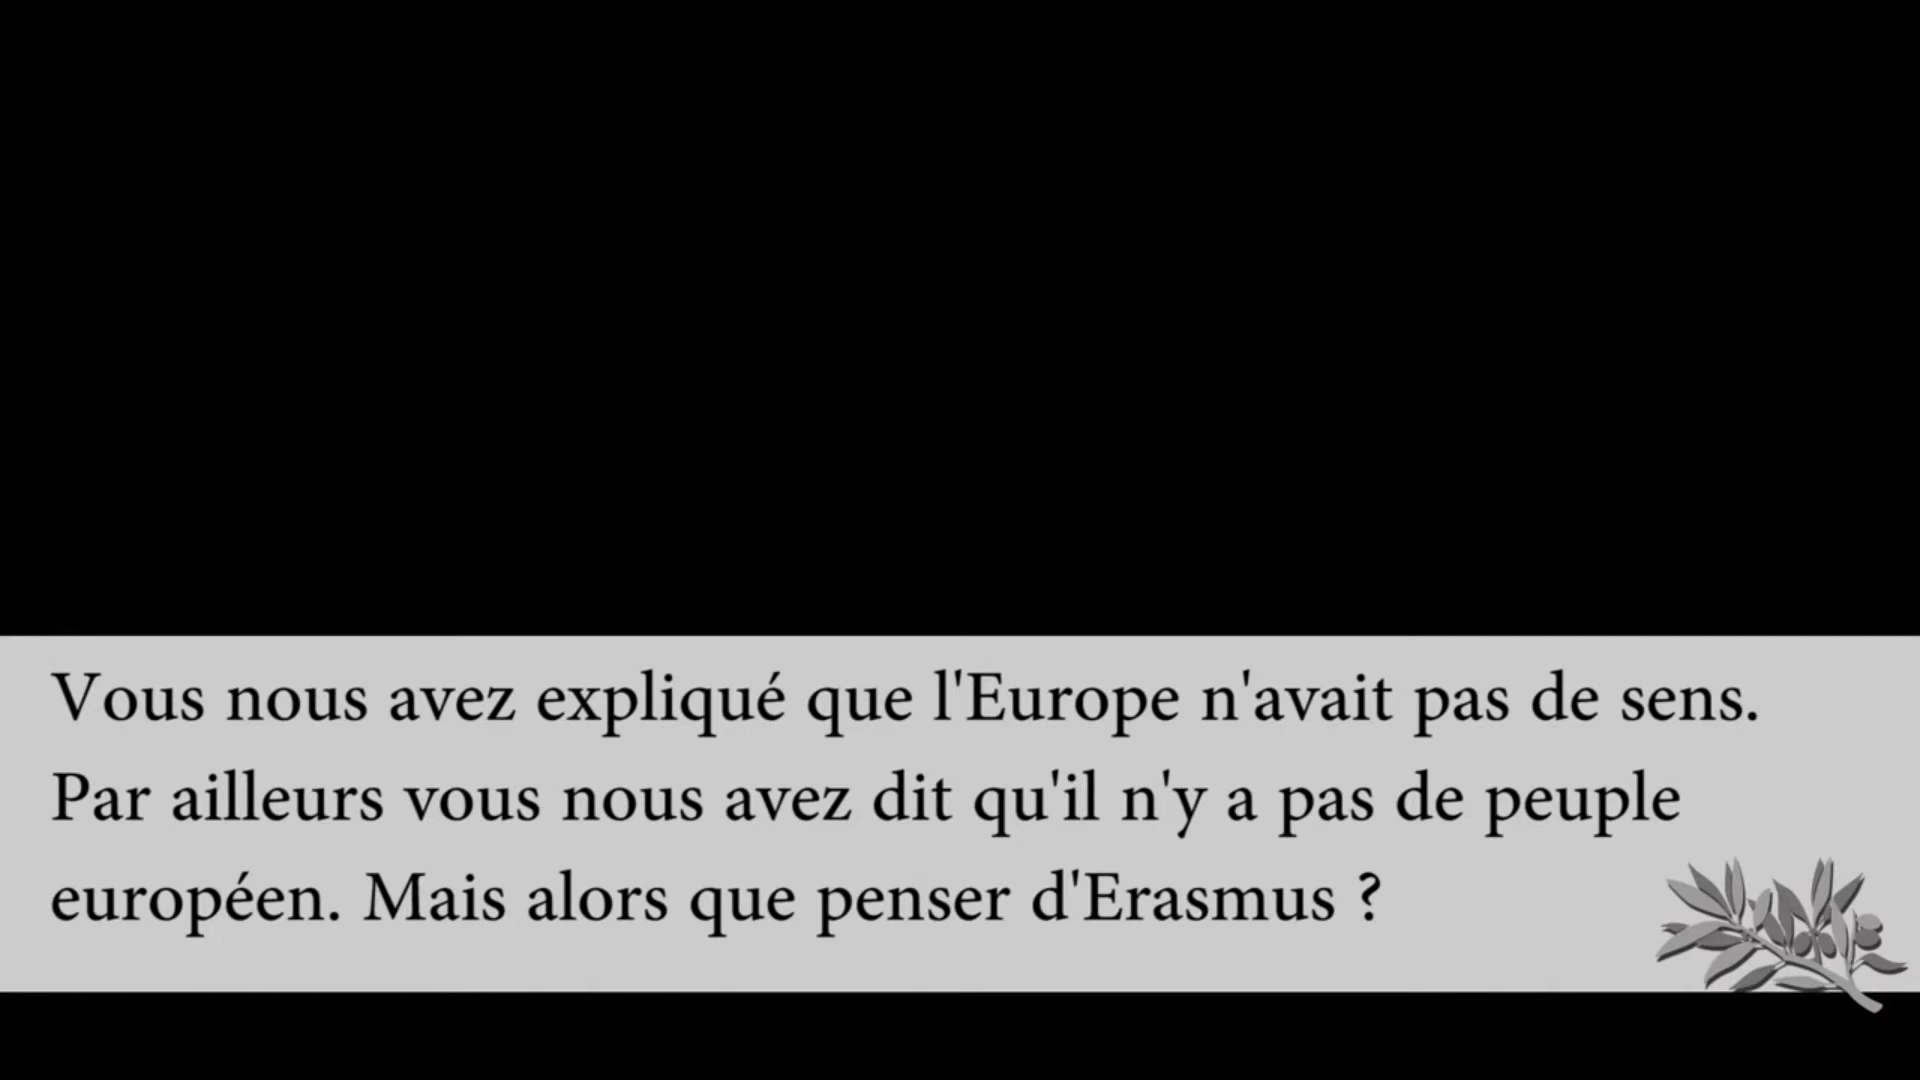 Vous nous avez expliqué que l'Europe n'avait pas de sens.
Par ailleurs vous nous avez dit qu'il n'y a pas de peuple
européen. Mais alors que penser d'Erasmus ?